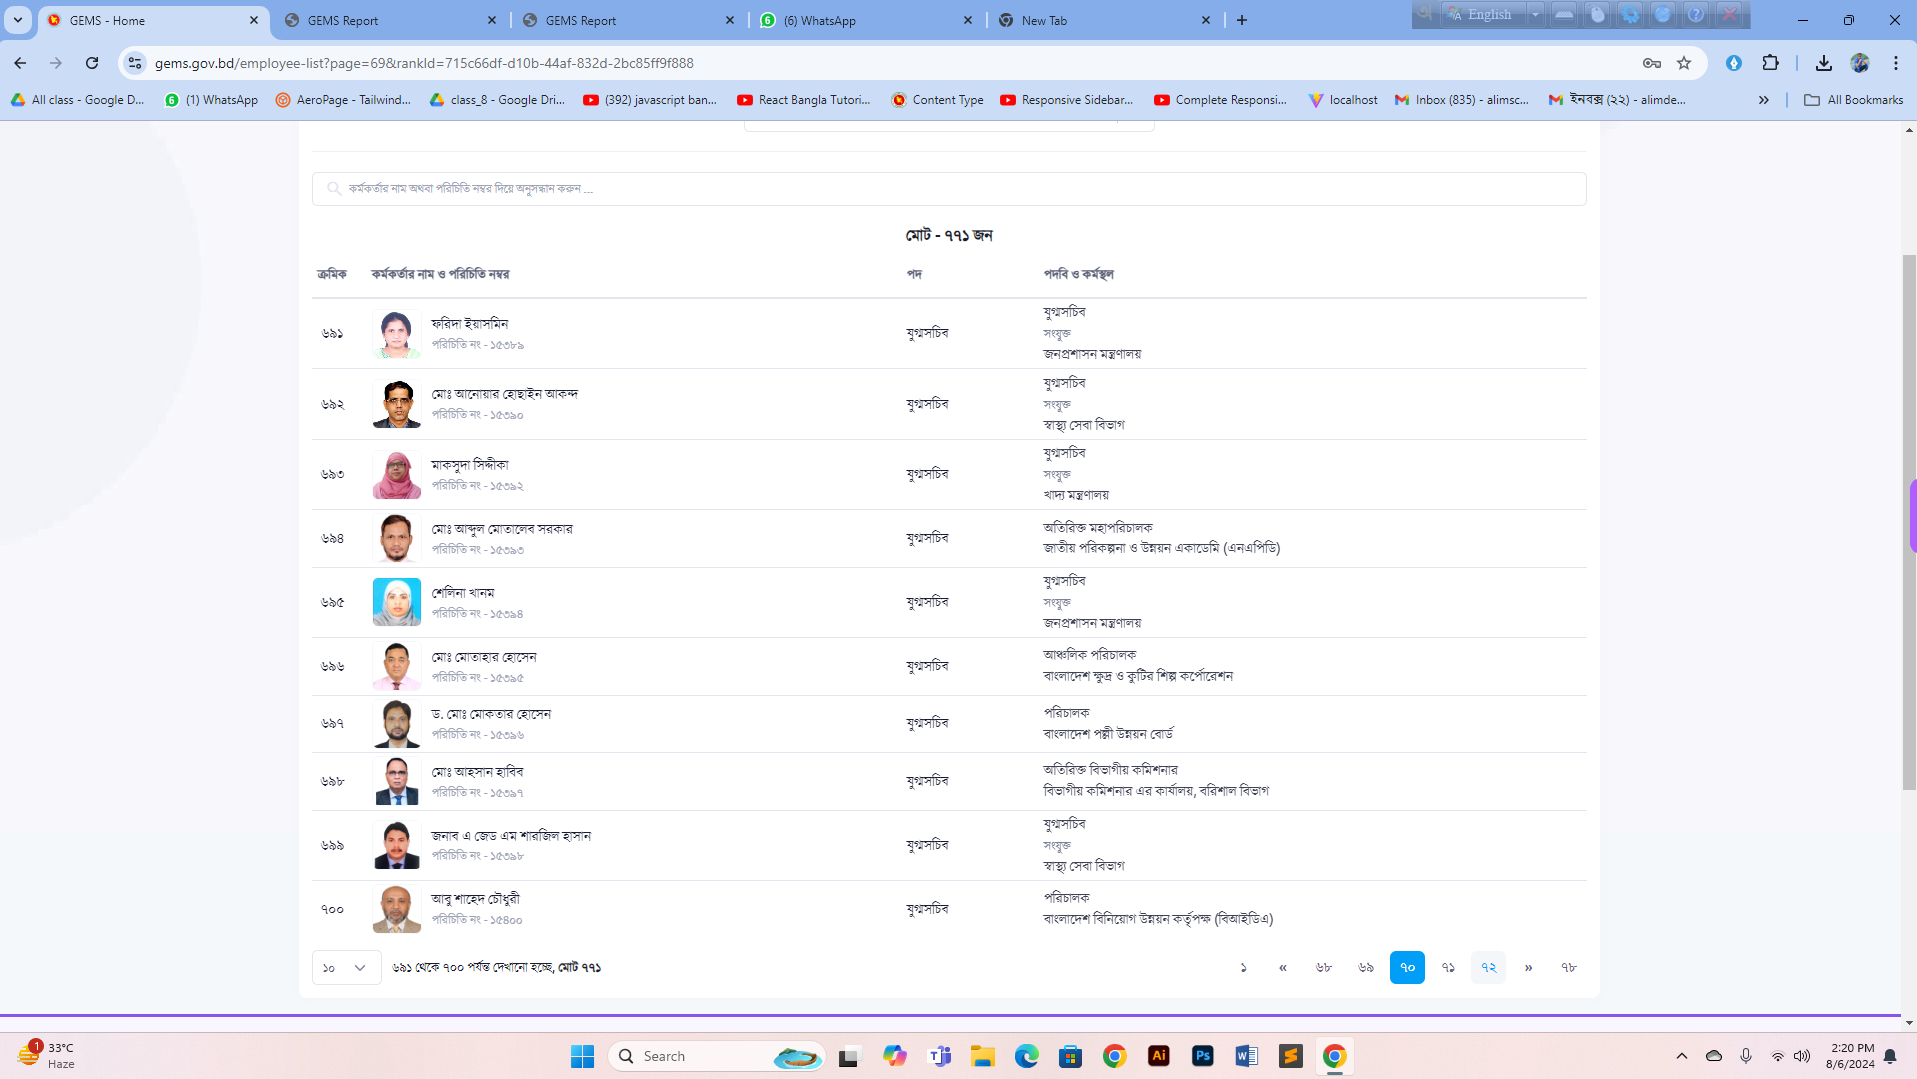 GEMS - Home
GEMS Report
GEMS Report
(6) WhatsApp
New Tab
English
gems.gov.bd/employee-list?page=69&rankId=715c66df-d10b-44af-832d-2bc85ff9f888
All class - Google D...
(1) WhatsApp
AeroPage - Tailwind...
class_8 - Google Dri...
(392) javascript ban...
React Bangla Tutori...
Content Type
Responsive Sidebar...
Complete Responsi...
localhost
Inbox (835) - alimsc...
ইনবক্স (২২) - alimde...
All Bookmarks
কর্মকর্তার নাম অথবা পরিচিতি নম্বর দিয়ে অনুসন্ধান করুন ...
মোট - ৭৭১ জন
ক্রমিক কর্মকর্তার নাম ও পরিচিতি নম্বর পদ পদবি ও কর্মস্থল
৬৯১ ফরিদা ইয়াসমিন
পরিচিতি নং - ১৫৩৮৯
যুগ্মসচিব
যুগ্মসচিব
সংযুক্ত
জনপ্রশাসন মন্ত্রণালয়
৬৯২ মোঃ আনোয়ার হোছাইন আকন্দ
পরিচিতি নং - ১৫৩৯০
যুগ্মসচিব
যুগ্মসচিব
সংযুক্ত
স্বাস্থ্য সেবা বিভাগ
৬৯৩ মাকসুদা সিদ্দীকা
পরিচিতি নং - ১৫৩৯২
যুগ্মসচিব
যুগ্মসচিব
সংযুক্ত
খাদ্য মন্ত্রণালয়
৬৯৪ মোঃ আব্দুল মোতালেব সরকার
পরিচিতি নং - ১৫৩৯৩
যুগ্মসচিব
অতিরিক্ত মহাপরিচালক
জাতীয় পরিকল্পনা ও উন্নয়ন একাডেমি (এনএপিডি)
৬৯৫ শেলিনা খানম
পরিচিতি নং - ১৫৩৯৪
যুগ্মসচিব
যুগ্মসচিব
সংযুক্ত
জনপ্রশাসন মন্ত্রণালয়
৬৯৬ মোঃ মোতাহার হোসেন
পরিচিতি নং - ১৫৩৯৫
যুগ্মসচিব
আঞ্চলিক পরিচালক
বাংলাদেশ ক্ষুদ্র ও কুটির শিল্প কর্পোরেশন
৬৯৭ ড. মোঃ মোকতার হোসেন
পরিচিতি নং - ১৫৩৯৬
যুগ্মসচিব
পরিচালক
বাংলাদেশ পল্লী উন্নয়ন বোর্ড
৬৯৮ মোঃ আহসান হাবিব
পরিচিতি নং - ১৫৩৯৭
যুগ্মসচিব
অতিরিক্ত বিভাগীয় কমিশনার
বিভাগীয় কমিশনার এর কার্যালয়, বরিশাল বিভাগ
৬৯৯ জনাব এ জেড এম শারজিল হাসান
পরিচিতি নং - ১৫৩৯৮
যুগ্মসচিব
যুগ্মসচিব
সংযুক্ত
স্বাস্থ্য সেবা বিভাগ
৭০০ আবু শাহেদ চৌধুরী
পরিচিতি নং - ১৫৪০০
যুগ্মসচিব
পরিচালক
বাংলাদেশ বিনিয়োগ উন্নয়ন কর্তৃপক্ষ (বিআইডিএ)
১০ ৬৯১ থেকে ৭০০ পর্যন্ত দেখানো হচ্ছে, মোট ৭৭১
১ « ৬৮ ৬৯ ৭০ ৭১ ৭২ » ৭৮
1
33°C
Haze
Search
2:20 PM
8/6/2024